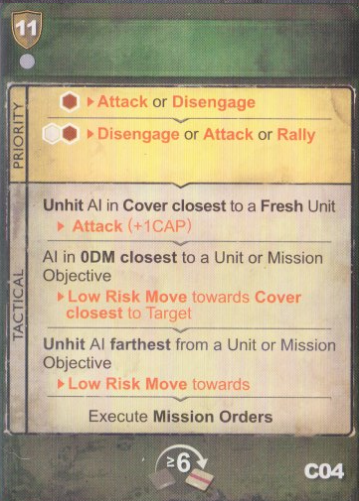 11
PRIORITY
▸Attack or Disengage
▸Disengage or Attack or Rally
TACTICAL
Unhit AI in Cover closest to a Fresh Unit
▸ Attack (+1CAP)
AI in 0DM closest to a Unit or Mission
Objective
▸Low Risk Move towards Cover
closest to Target
Unhit AI farthest from a Unit or Mission
Objective
▸Low Risk Move towards
Execute Mission Orders
≥6
C04